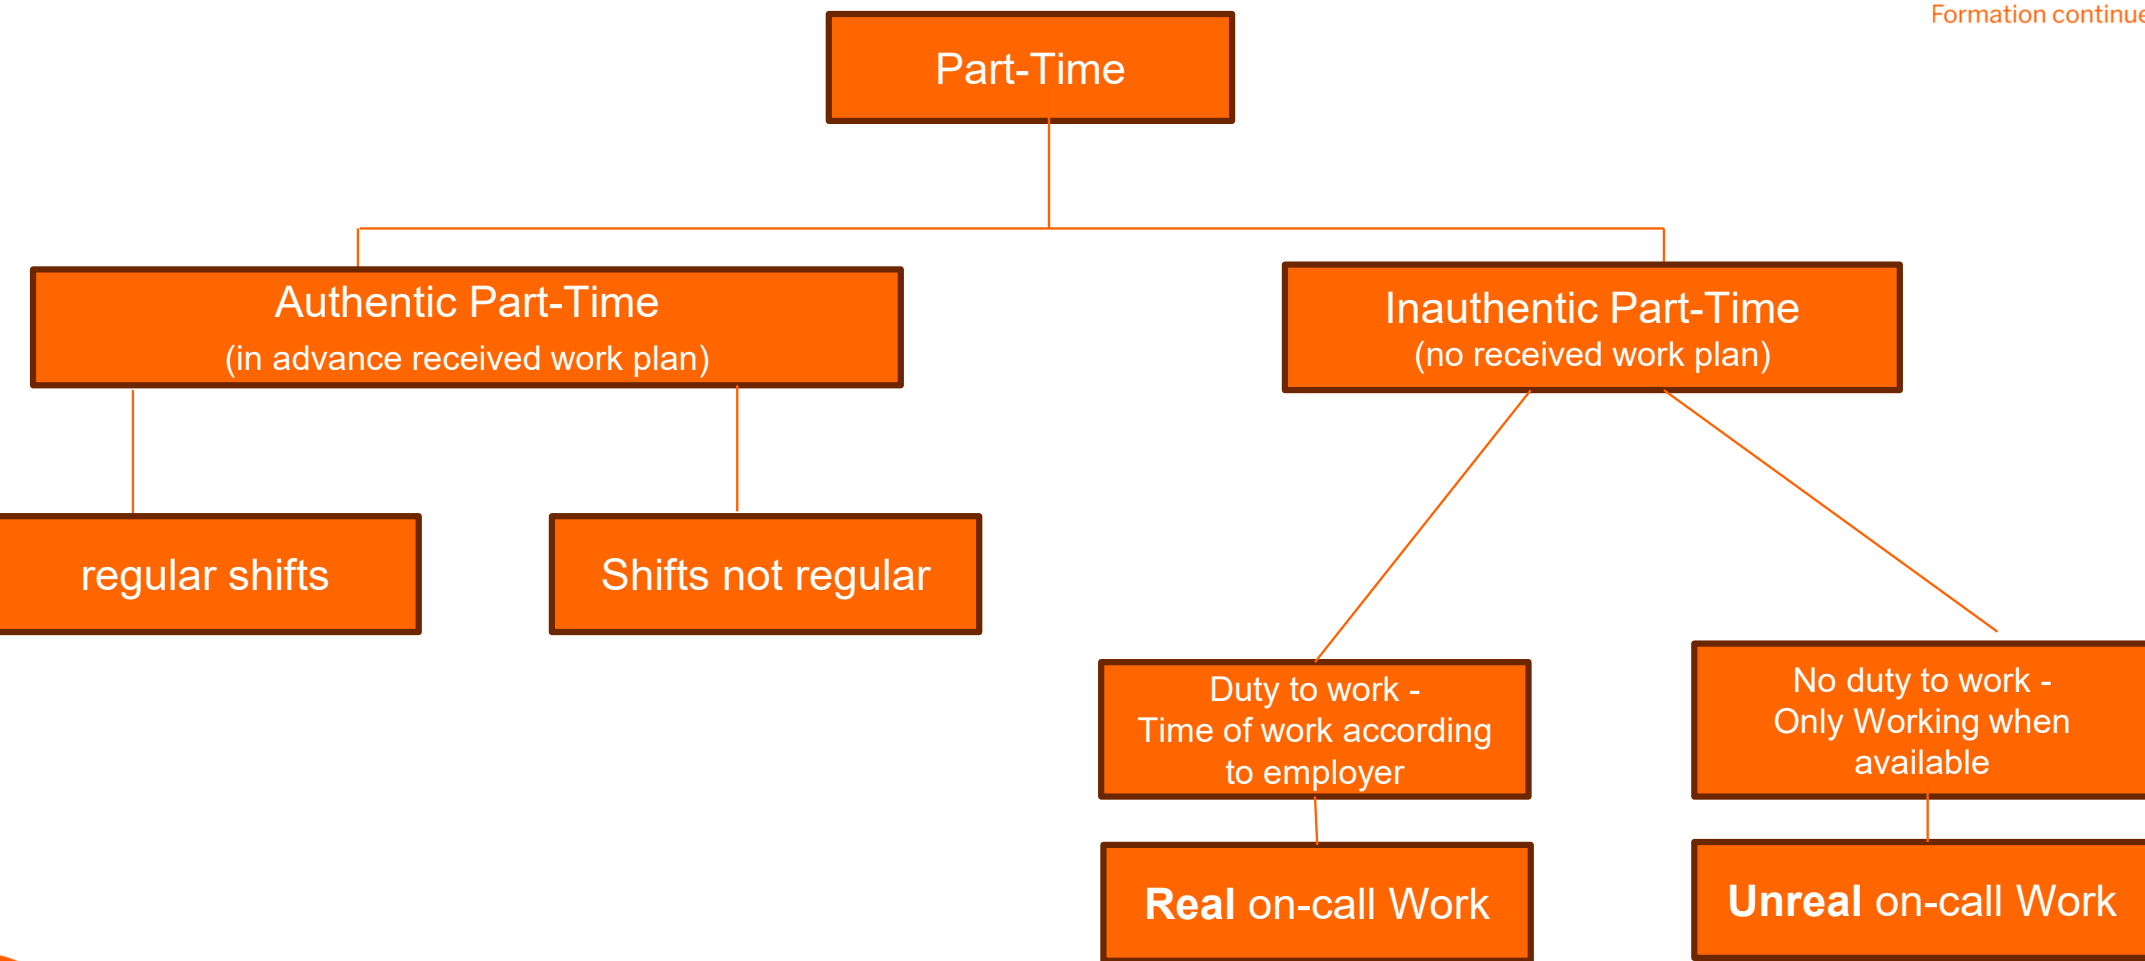 Formation continue
Part-Time
Authentic Part-Time
(in advance received work plan)
Inauthentic Part-Time
(no received work plan)
regular shifts
Shifts not regular
Duty to work -
Time of work according
to employer
No duty to work -
Only Working when
available
Real on-call Work
Unreal on-call Work